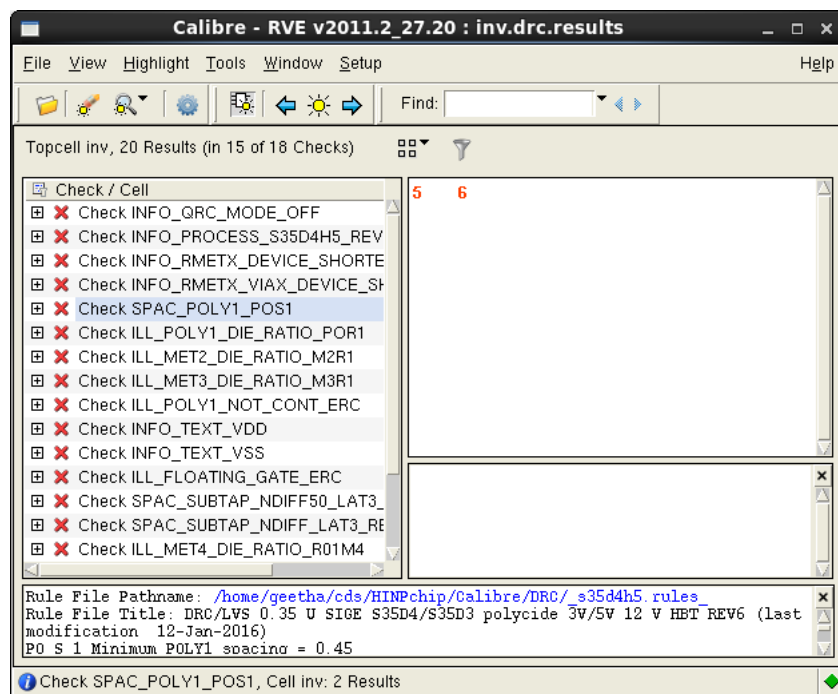 Calibre - RVE v2011.2_27.20 : inv.drc.results
File View Highlight Tools Window Setup Help
Find:
Topcell inv, 20 Results (in 15 of 18 Checks)
Check / Cell
Check INFO_QRC_MODE_OFF
Check INFO_PROCESS_S35D4H5_REV
Check INFO_RMETX_DEVICE_SHORTE
Check INFO_RMETX_VIAX_DEVICE_SH
Check SPAC_POLY1_POS1
Check ILL_POLY1_DIE_RATIO_POR1
Check ILL_MET2_DIE_RATIO_M2R1
Check ILL_MET3_DIE_RATIO_M3R1
Check ILL_POLY1_NOT_CONT_ERC
Check INFO_TEXT_VDD
Check INFO_TEXT_VSS
Check ILL_FLOATING_GATE_ERC
Check SPAC_SUBTAP_NDIFF50_LAT3_
Check SPAC_SUBTAP_NDIFF_LAT3_RE
Check ILL_MET4_DIE_RATIO_R01M4
5 6
Rule File Pathname: /home/geetha/cds/HINPchip/Calibre/DRC/_s35d4h5.rules_
Rule File Title: DRC/LVS 0.35 U SIGE S35D4/S35D3 polycide 3V/5V 12 V HBT REV6 (last
modification 12-Jan-2016)
PO S 1 Minimum POLY1 spacing = 0.45
Check SPAC_POLY1_POS1, Cell inv: 2 Results